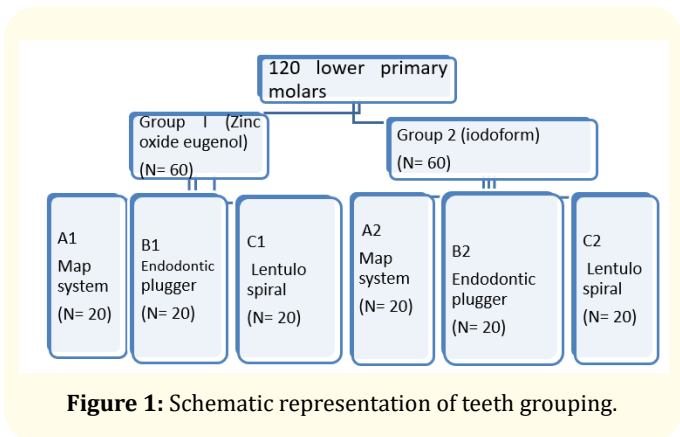 120 lower primary
molars
Group I (Zinc
oxide eugenol)
(N= 60)
Group 2 (iodoform)
(N= 60)
A1
Map
system
(N= 20)
B1
Endodontic
plugger
(N= 20)
C1
Lentulo
spiral
(N= 20)
A2
Map
system
(N= 20)
B2
Endodontic
plugger
(N= 20)
C2
Lentulo
spiral
(N= 20)
Figure 1: Schematic representation of teeth grouping.